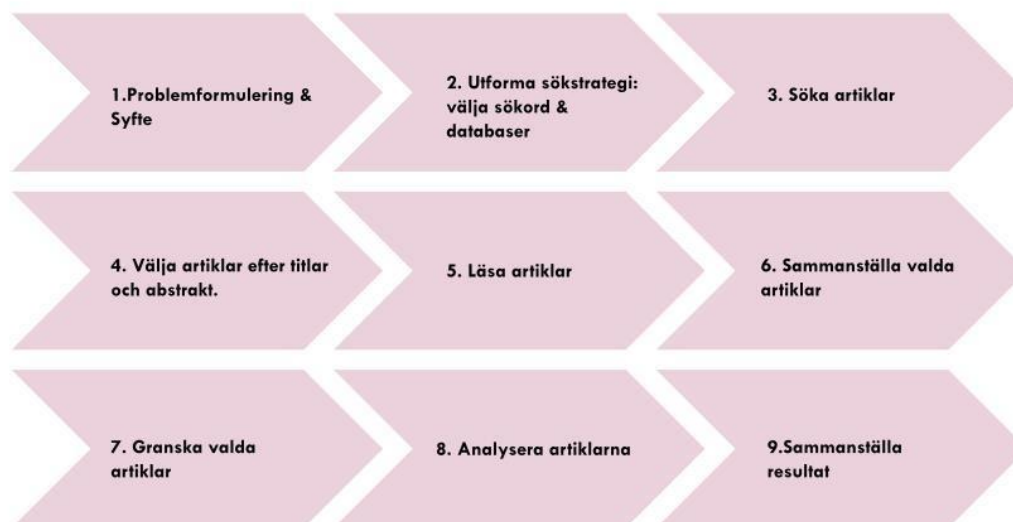 1.Problemformulering &
Syfte
2. Utforma sökstrategi:
välja sökord &
databaser
3. Söka artiklar
4. Välja artiklar efter titlar
och abstrakt.
5. Läsa artiklar
6. Sammanställa valda
artiklar
7. Granska valda
artiklar
8. Analysera artiklarna
9.Sammanställa
resultat